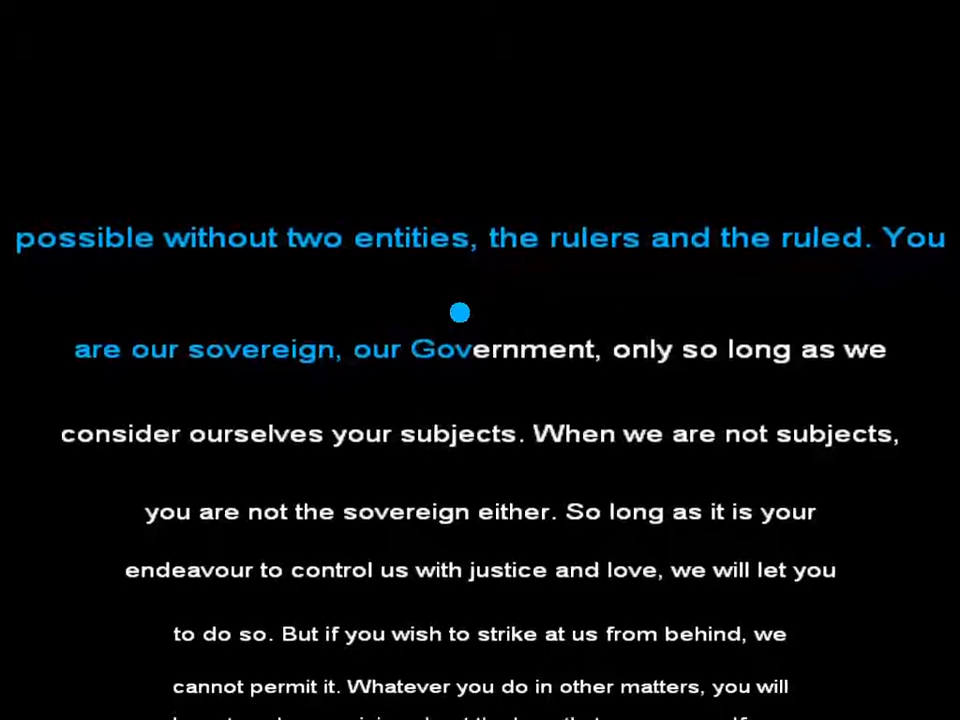 possible without two entities, the rulers and the ruled. You
are our sovereign, our Government, only so long as we
consider ourselves your subjects. When we are not subjects,
you are not the sovereign either. So long as it is your
endeavour to control us with justice and love, we will let you
to do so. But if you wish to strike at us from behind, we
cannot permit it. Whatever you do in other matters, you will